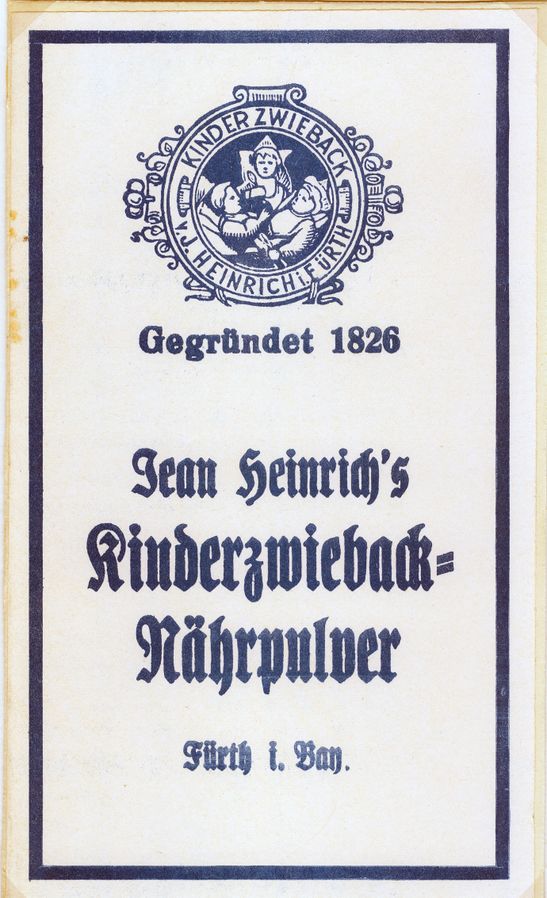 KINDER ZWIEBACK
v. J. HEINRICH i. FÜRTH
Gegründet 1826
Jean Heinrich's
Kinderzwieback=
Nährpulver
Fürth i. Bay.